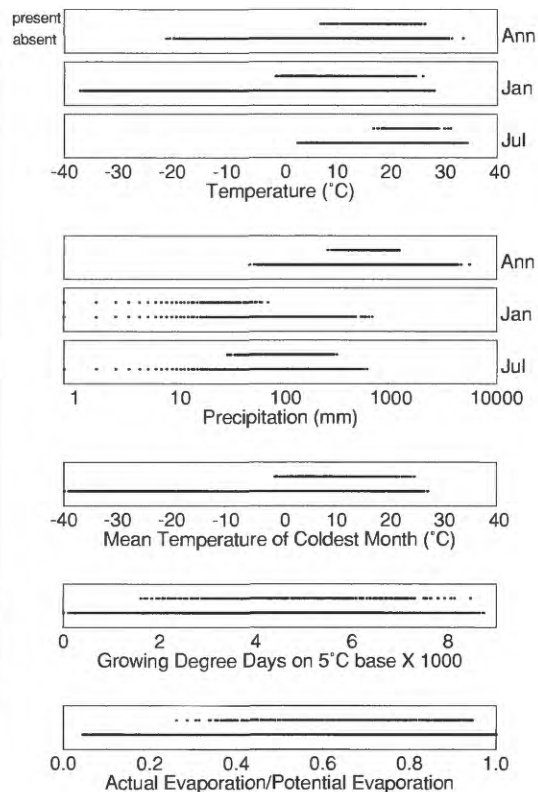 present
absent
Ann
Jan
Jul
-40 -30 -20 -10 0 10 20 30 40
Temperature (˚C)
Ann
Jan
Jul
1 10 100 1000 10000
Precipitation (mm)
-40 -30 -20 -10 0 10 20 30 40
Mean Temperature of Coldest Month (˚C)
0 2 4 6 8
Growing Degree Days on 5˚C base X 1000
0.0 0.2 0.4 0.6 0.8 1.0
Actual Evaporation/Potential Evaporation